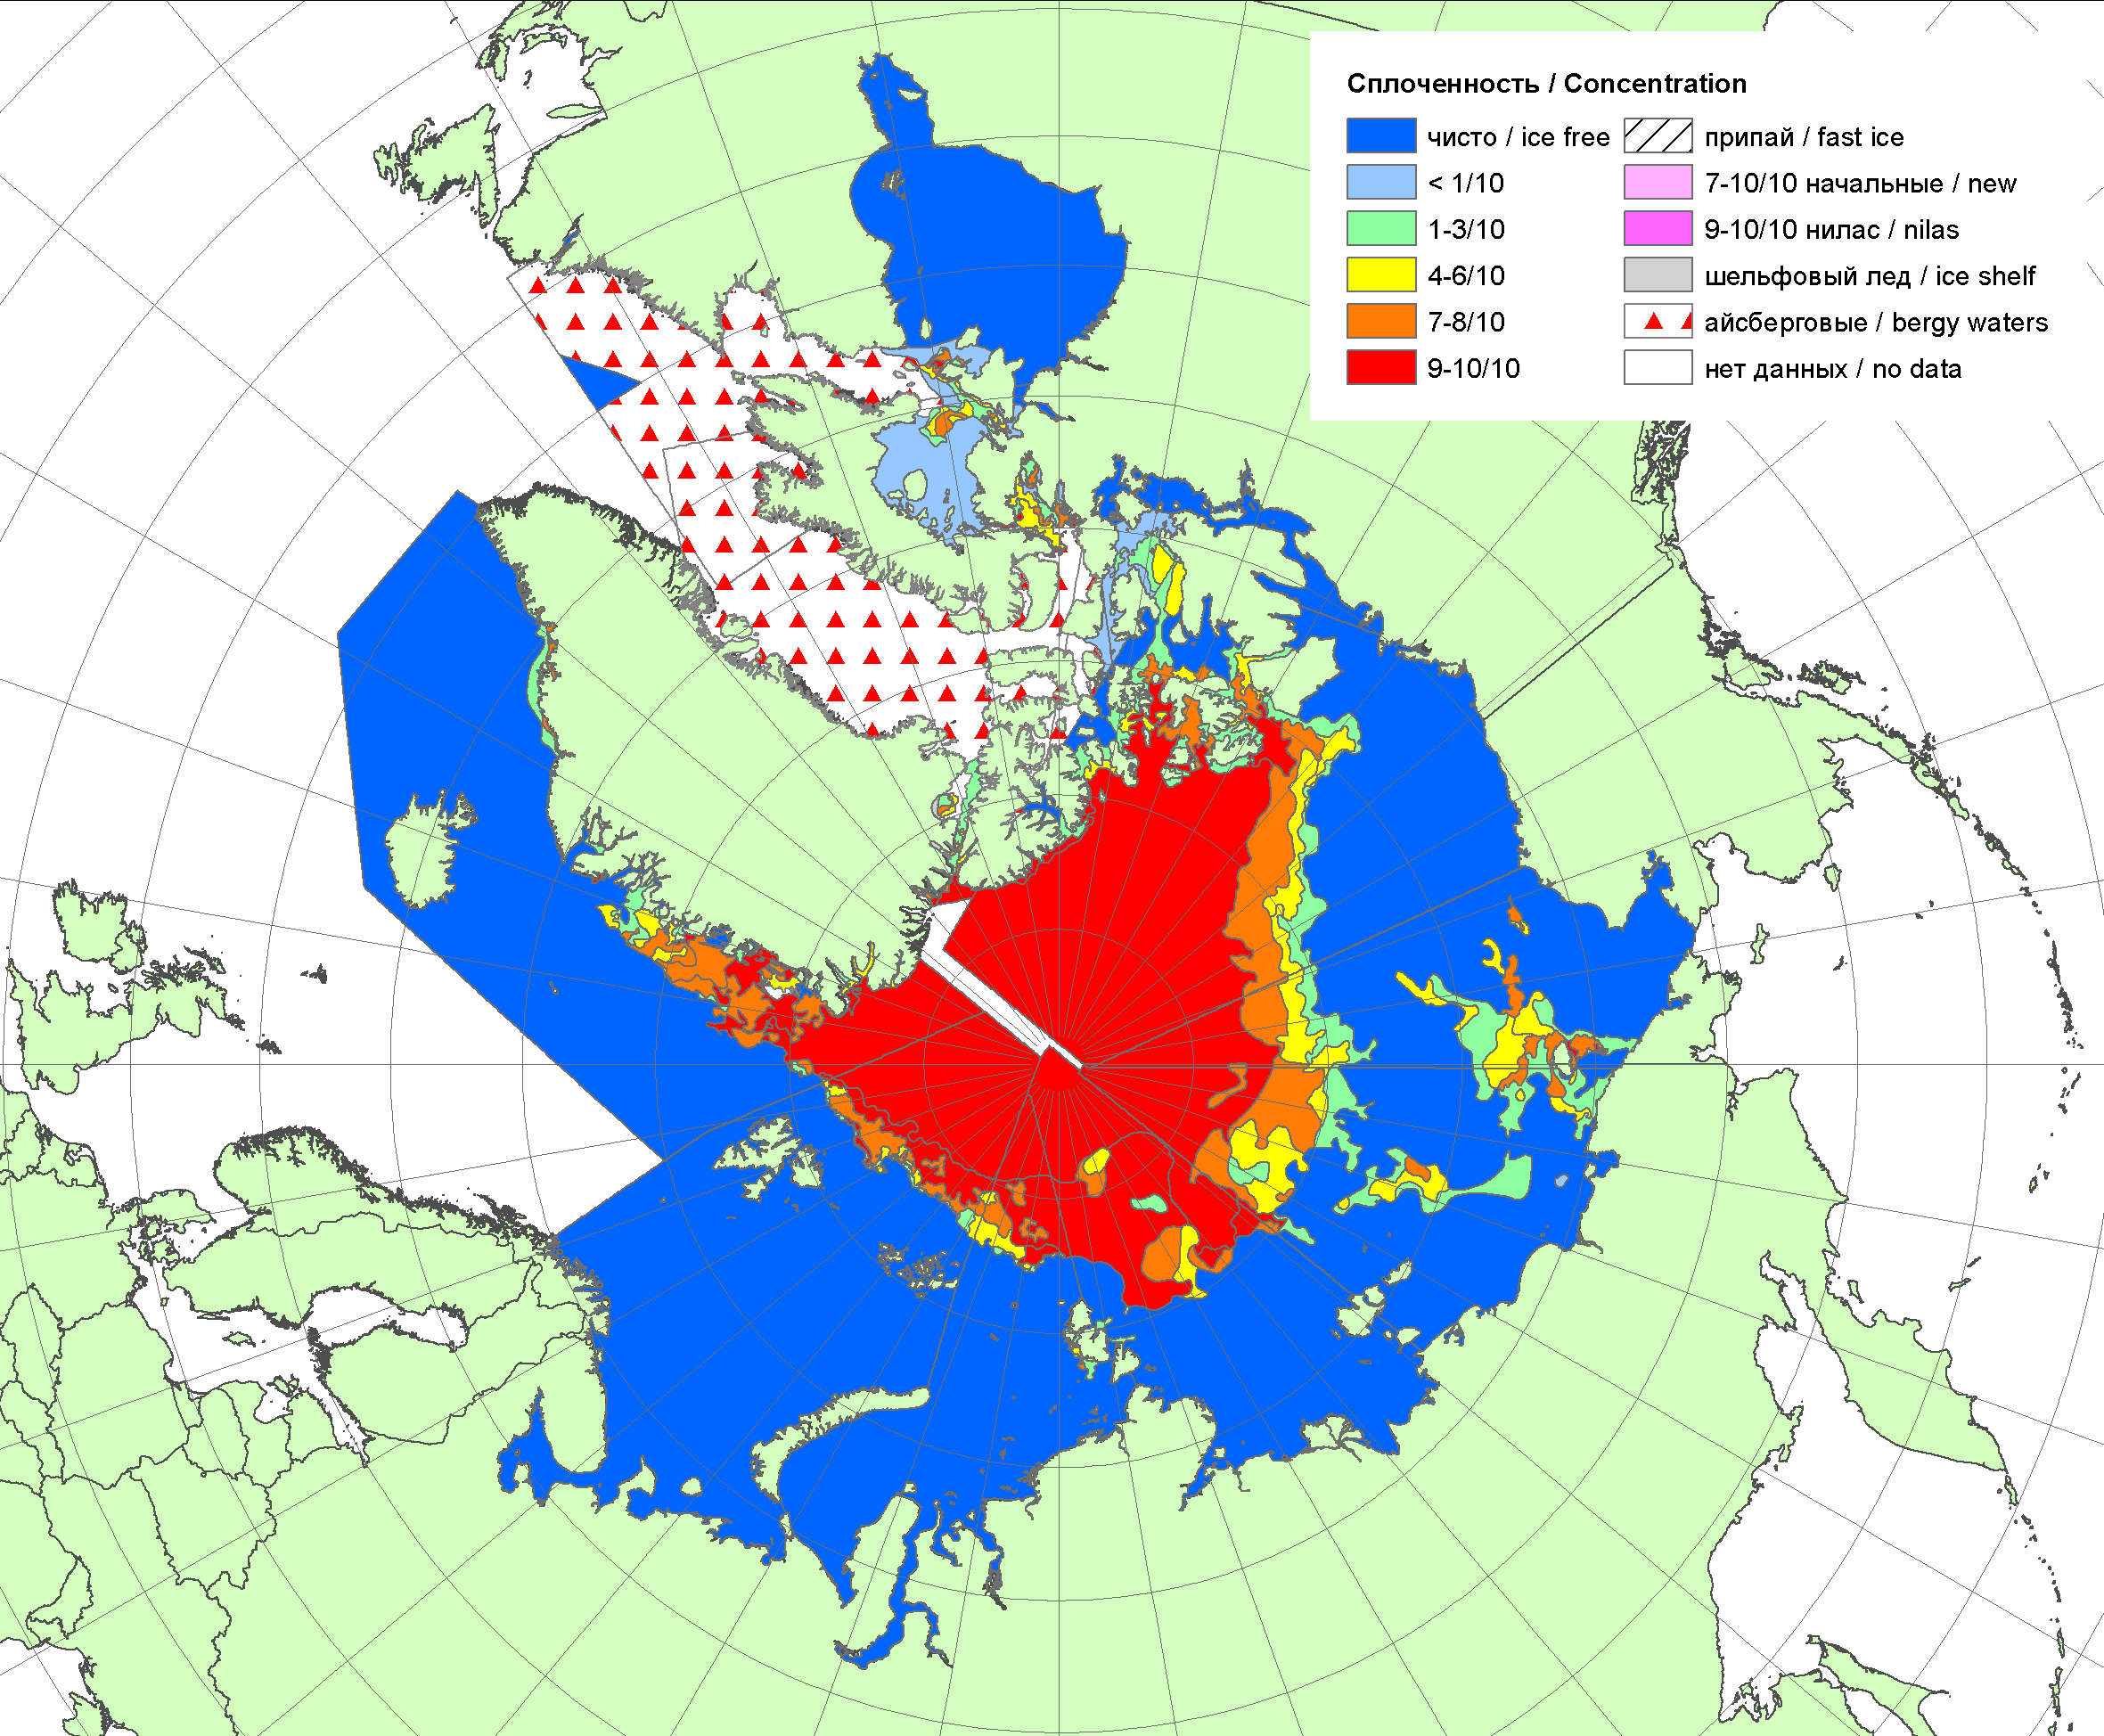 Сплоченность / Concentration
чисто / ice free
< 1/10
1-3/10
4-6/10
7-8/10
9-10/10
припай / fast ice
7-10/10 начальные / new
9-10/10 нилас / nilas
шельфовый лед / ice shelf
айсберговые / bergy waters
нет данных / no data